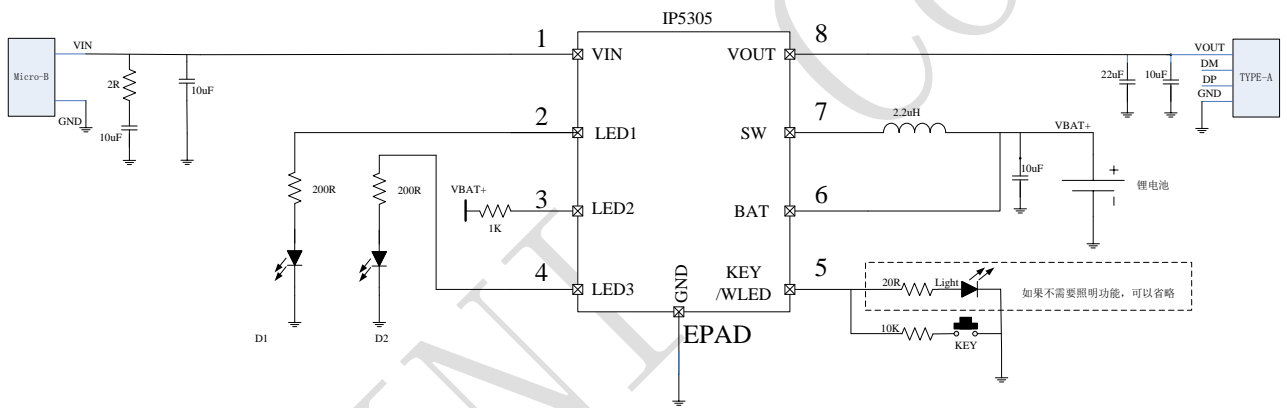 IP5305
Micro-B
VIN
GND
2R
10uF
10uF
1
VIN
2
LED1
3
LED2
4
LED3
200R
200R
D1
D2
VBAT+
1K
GND
EPAD
8
VOUT
7
SW
6
BAT
5
KEY
/WLED
2.2uH
10uF
VBAT+
锂电池
+
22uF
10uF
VOUT
DM
DP
GND
TYPE-A
20R
Light
如果不需要照明功能，可以省略
10K
KEY